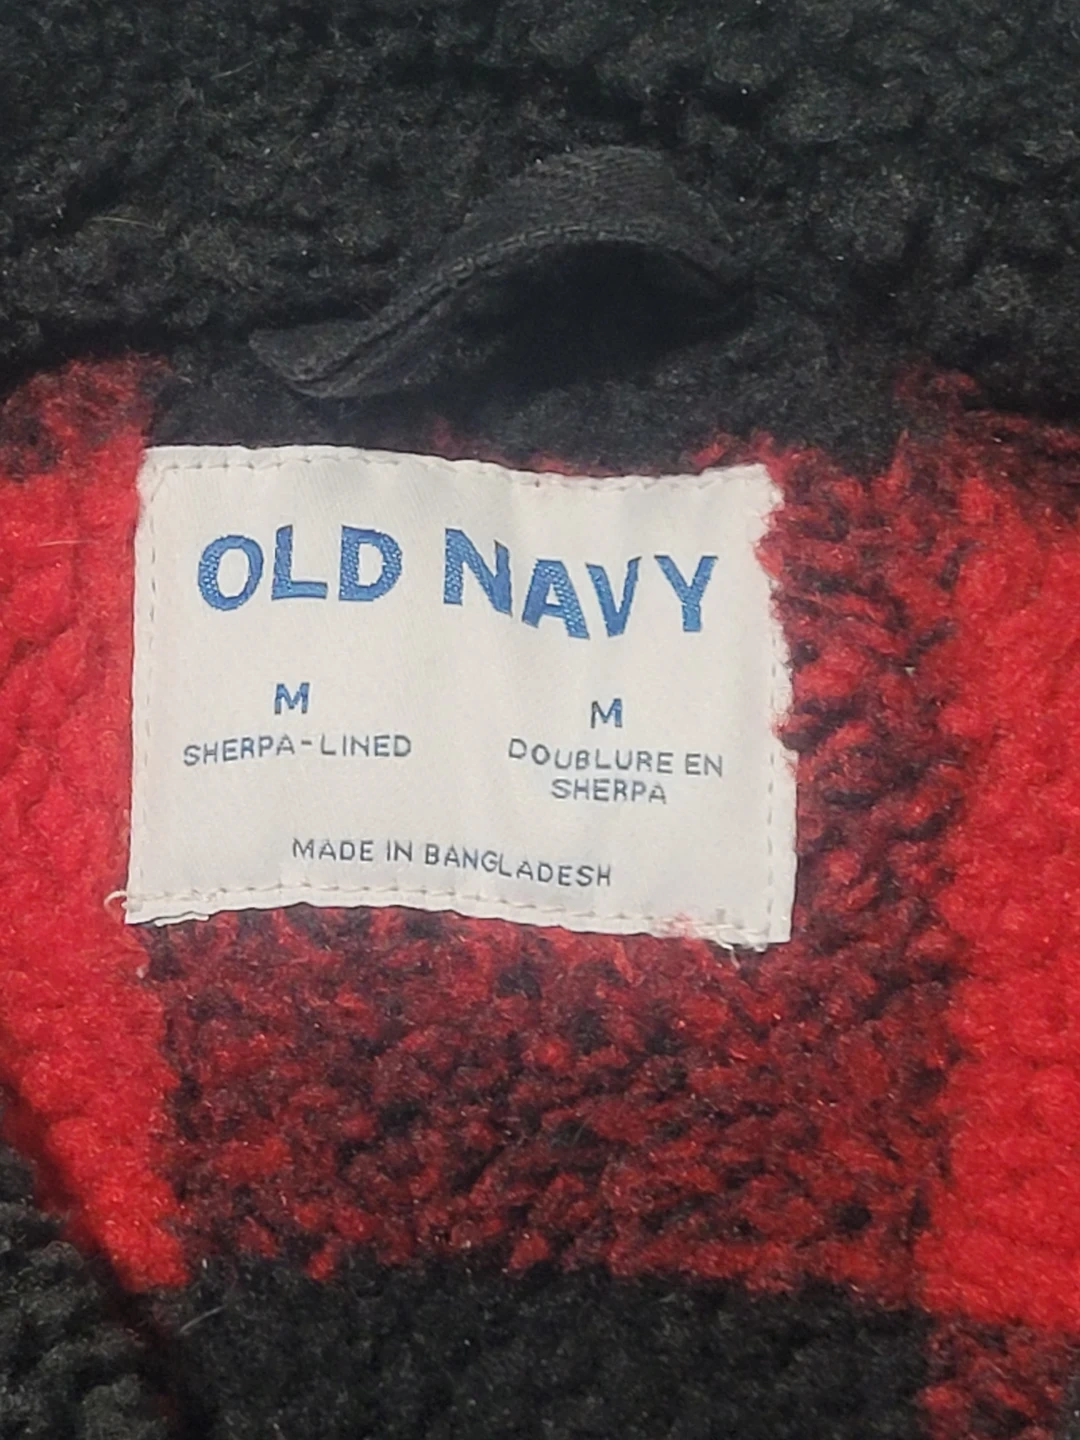 OLD NAVY
M
SHERPA-LINED
M
DOUBLURE EN
SHERPA
MADE IN BANGLADESH